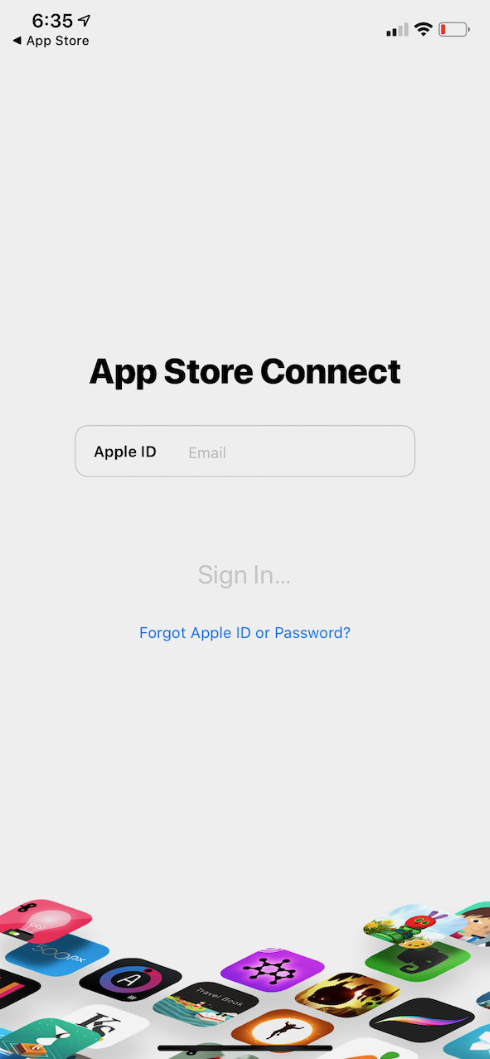 6:35
◀ App Store
App Store Connect
Apple ID Email
Sign In...
Forgot Apple ID or Password?
500px
A
Travel Book